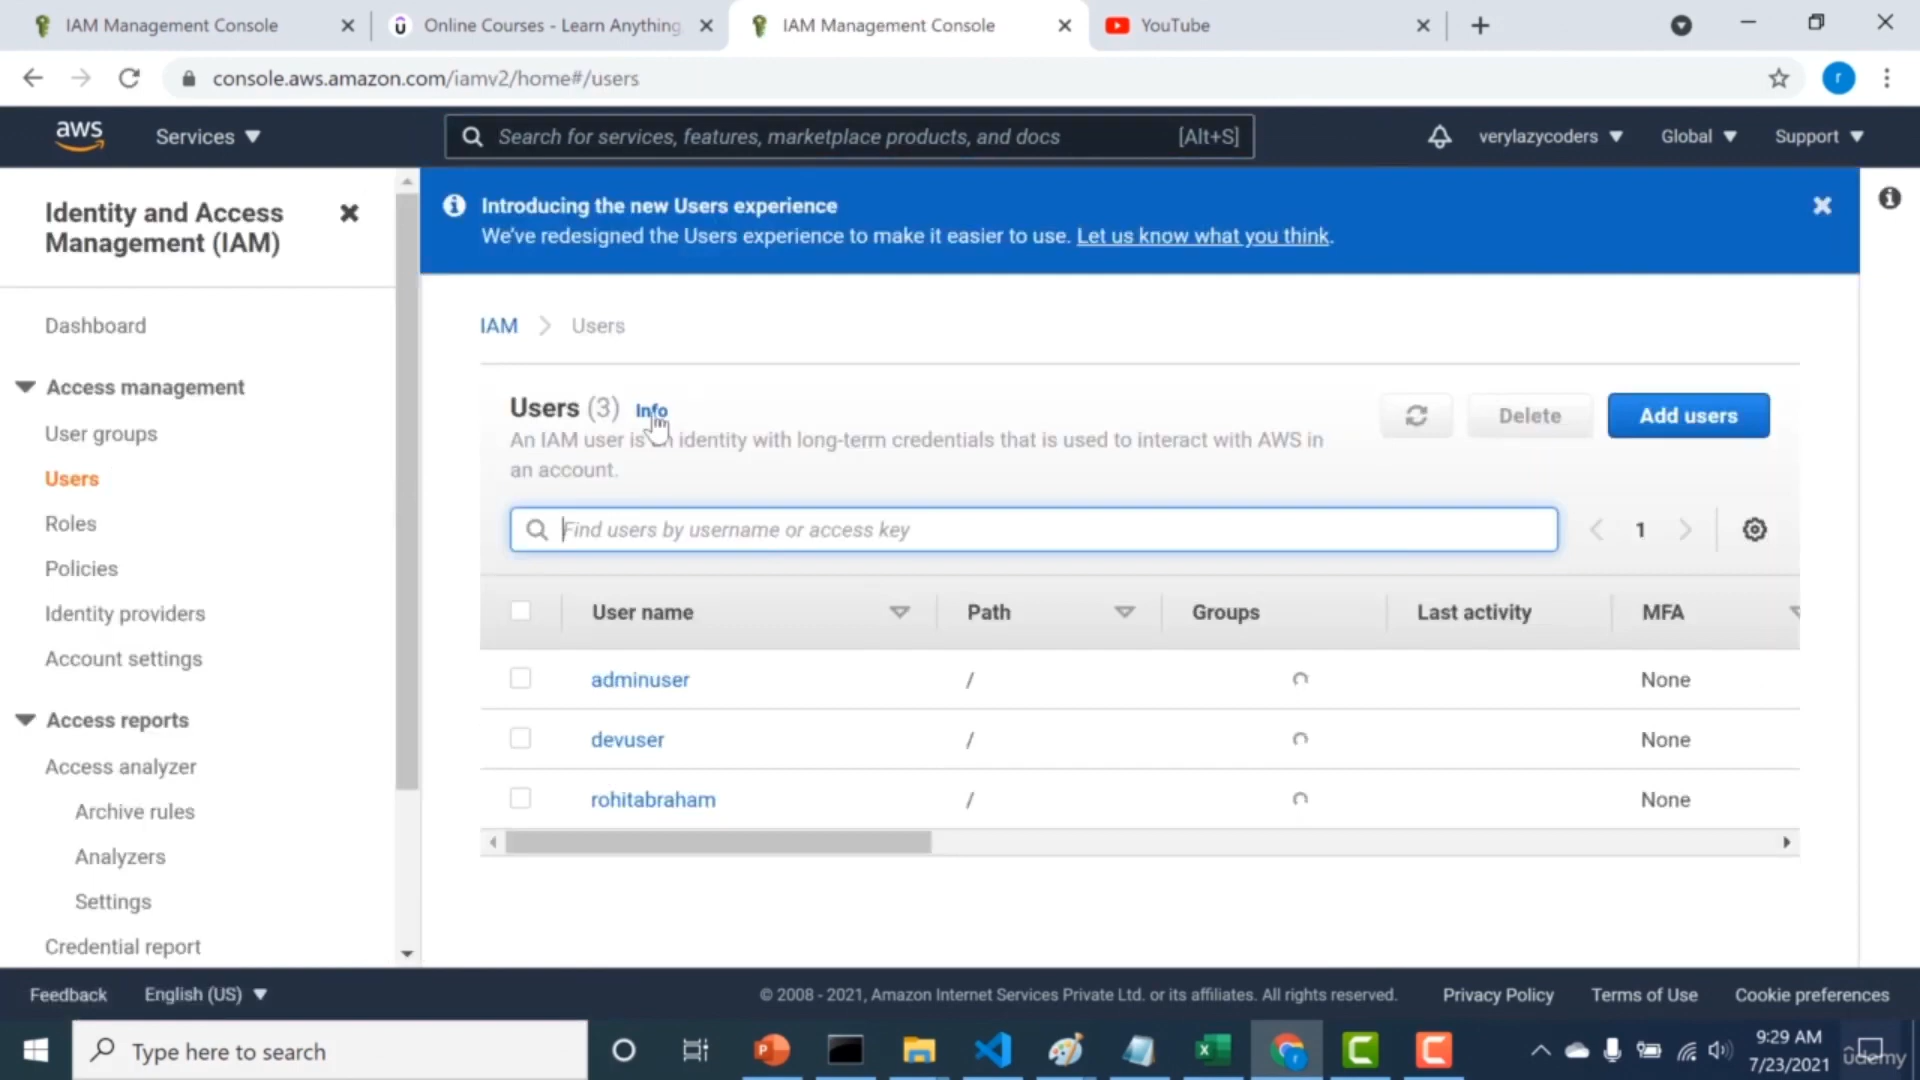 IAM Management Console
Online Courses - Learn Anything
IAM Management Console
YouTube
console.aws.amazon.com/iamv2/home#/users
r
aws
Services
Search for services, features, marketplace products, and docs
[Alt+S]
verylazycoders
Global
Support
Identity and Access
Management (IAM)
Dashboard
Access management
User groups
Users
Roles
Policies
Identity providers
Account settings
Access reports
Access analyzer
Archive rules
Analyzers
Settings
Credential report
Introducing the new Users experience
We've redesigned the Users experience to make it easier to use. Let us know what you think.
IAM > Users
Users (3) Info
An IAM user is an identity with long-term credentials that is used to interact with AWS in
an account.
Delete
Add users
Find users by username or access key
1
User name Path Groups Last activity MFA
adminuser / None
devuser / None
rohitabraham / None
Feedback
English (US)
© 2008 - 2021, Amazon Internet Services Private Ltd. or its affiliates. All rights reserved.
Privacy Policy
Terms of Use
Cookie preferences
Type here to search
9:29 AM
7/23/2021
udemy